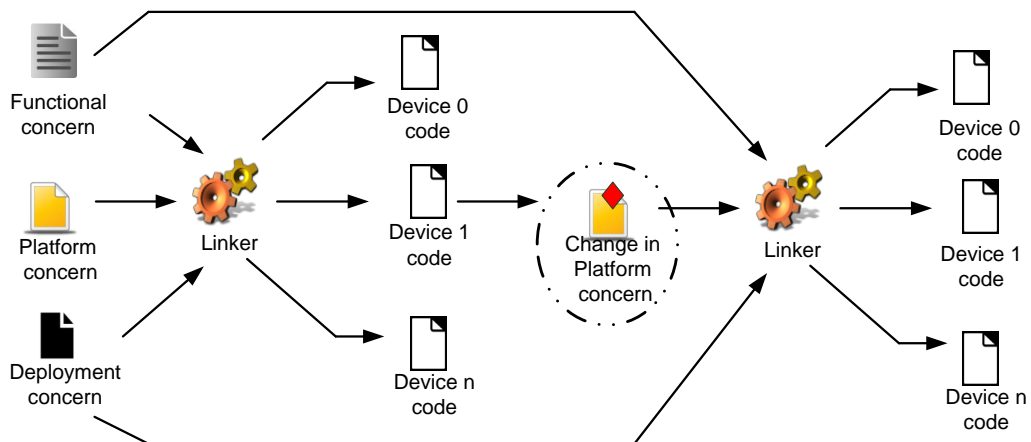 Functional
concern
Platform
concern
Deployment
concern
Linker
Device 0
code
Device 1
code
Device n
code
Change in
Platform
concern
Linker
Device 0
code
Device 1
code
Device n
code